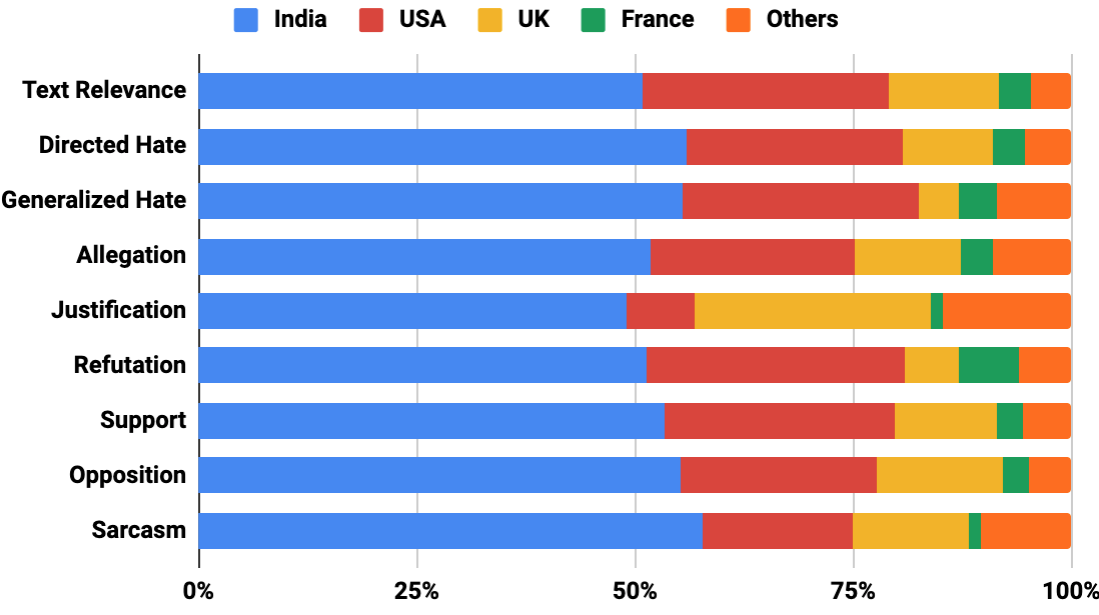 India USA UK France Others
Text Relevance
Directed Hate
Generalized Hate
Allegation
Justification
Refutation
Support
Opposition
Sarcasm
0% 25% 50% 75% 100%